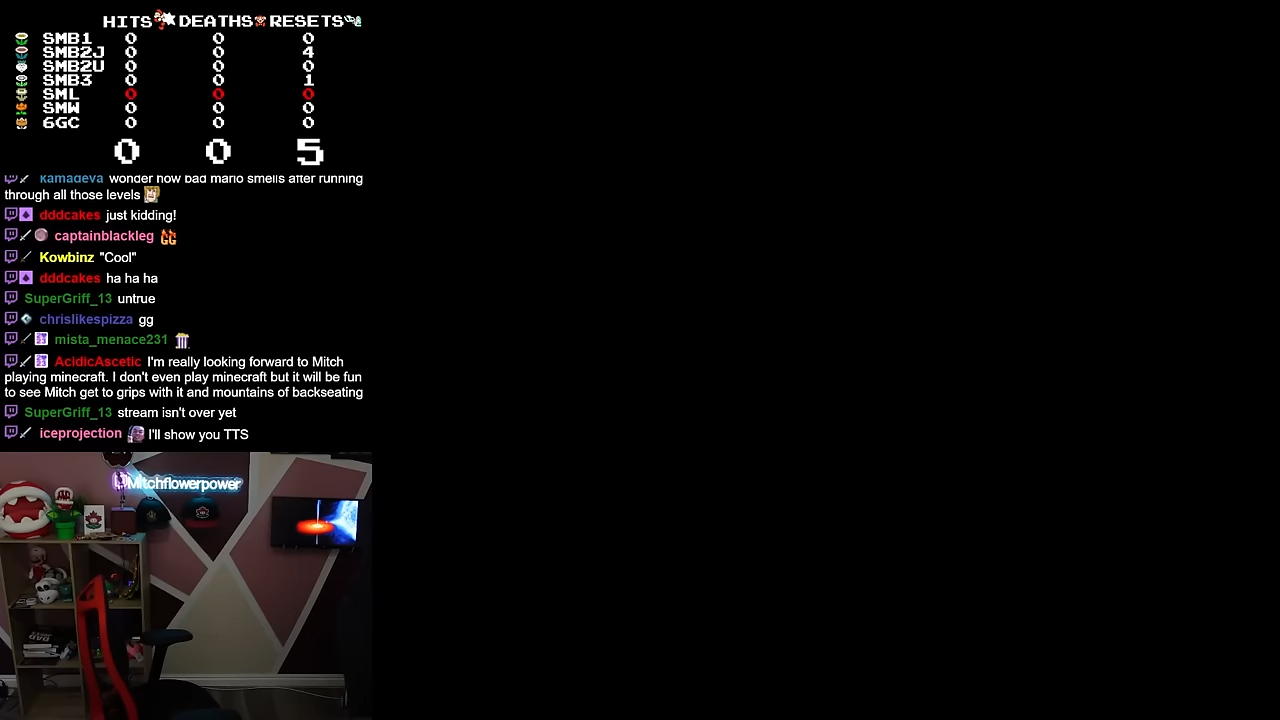 HITS DEATHS RESETS
SMB1 0 0 0
SMB2J 0 0 4
SMB2U 0 0 0
SMB3 0 0 1
SML 0 0 0
SMW 0 0 0
6GC 0 0 0
0 0 5
kamadeva wonder how bad mario smells after running
through all those levels
dddcakes just kidding!
captainblackleg GG
Kowbinz "Cool"
dddcakes ha ha ha
SuperGriff_13 untrue
chrislikespizza gg
mista_menace231
AcidicAscetic I'm really looking forward to Mitch
playing minecraft. I don't even play minecraft but it will be fun
to see Mitch get to grips with it and mountains of backseating
SuperGriff_13 stream isn't over yet
iceprojection I'll show you TTS
Mitchflowerpower